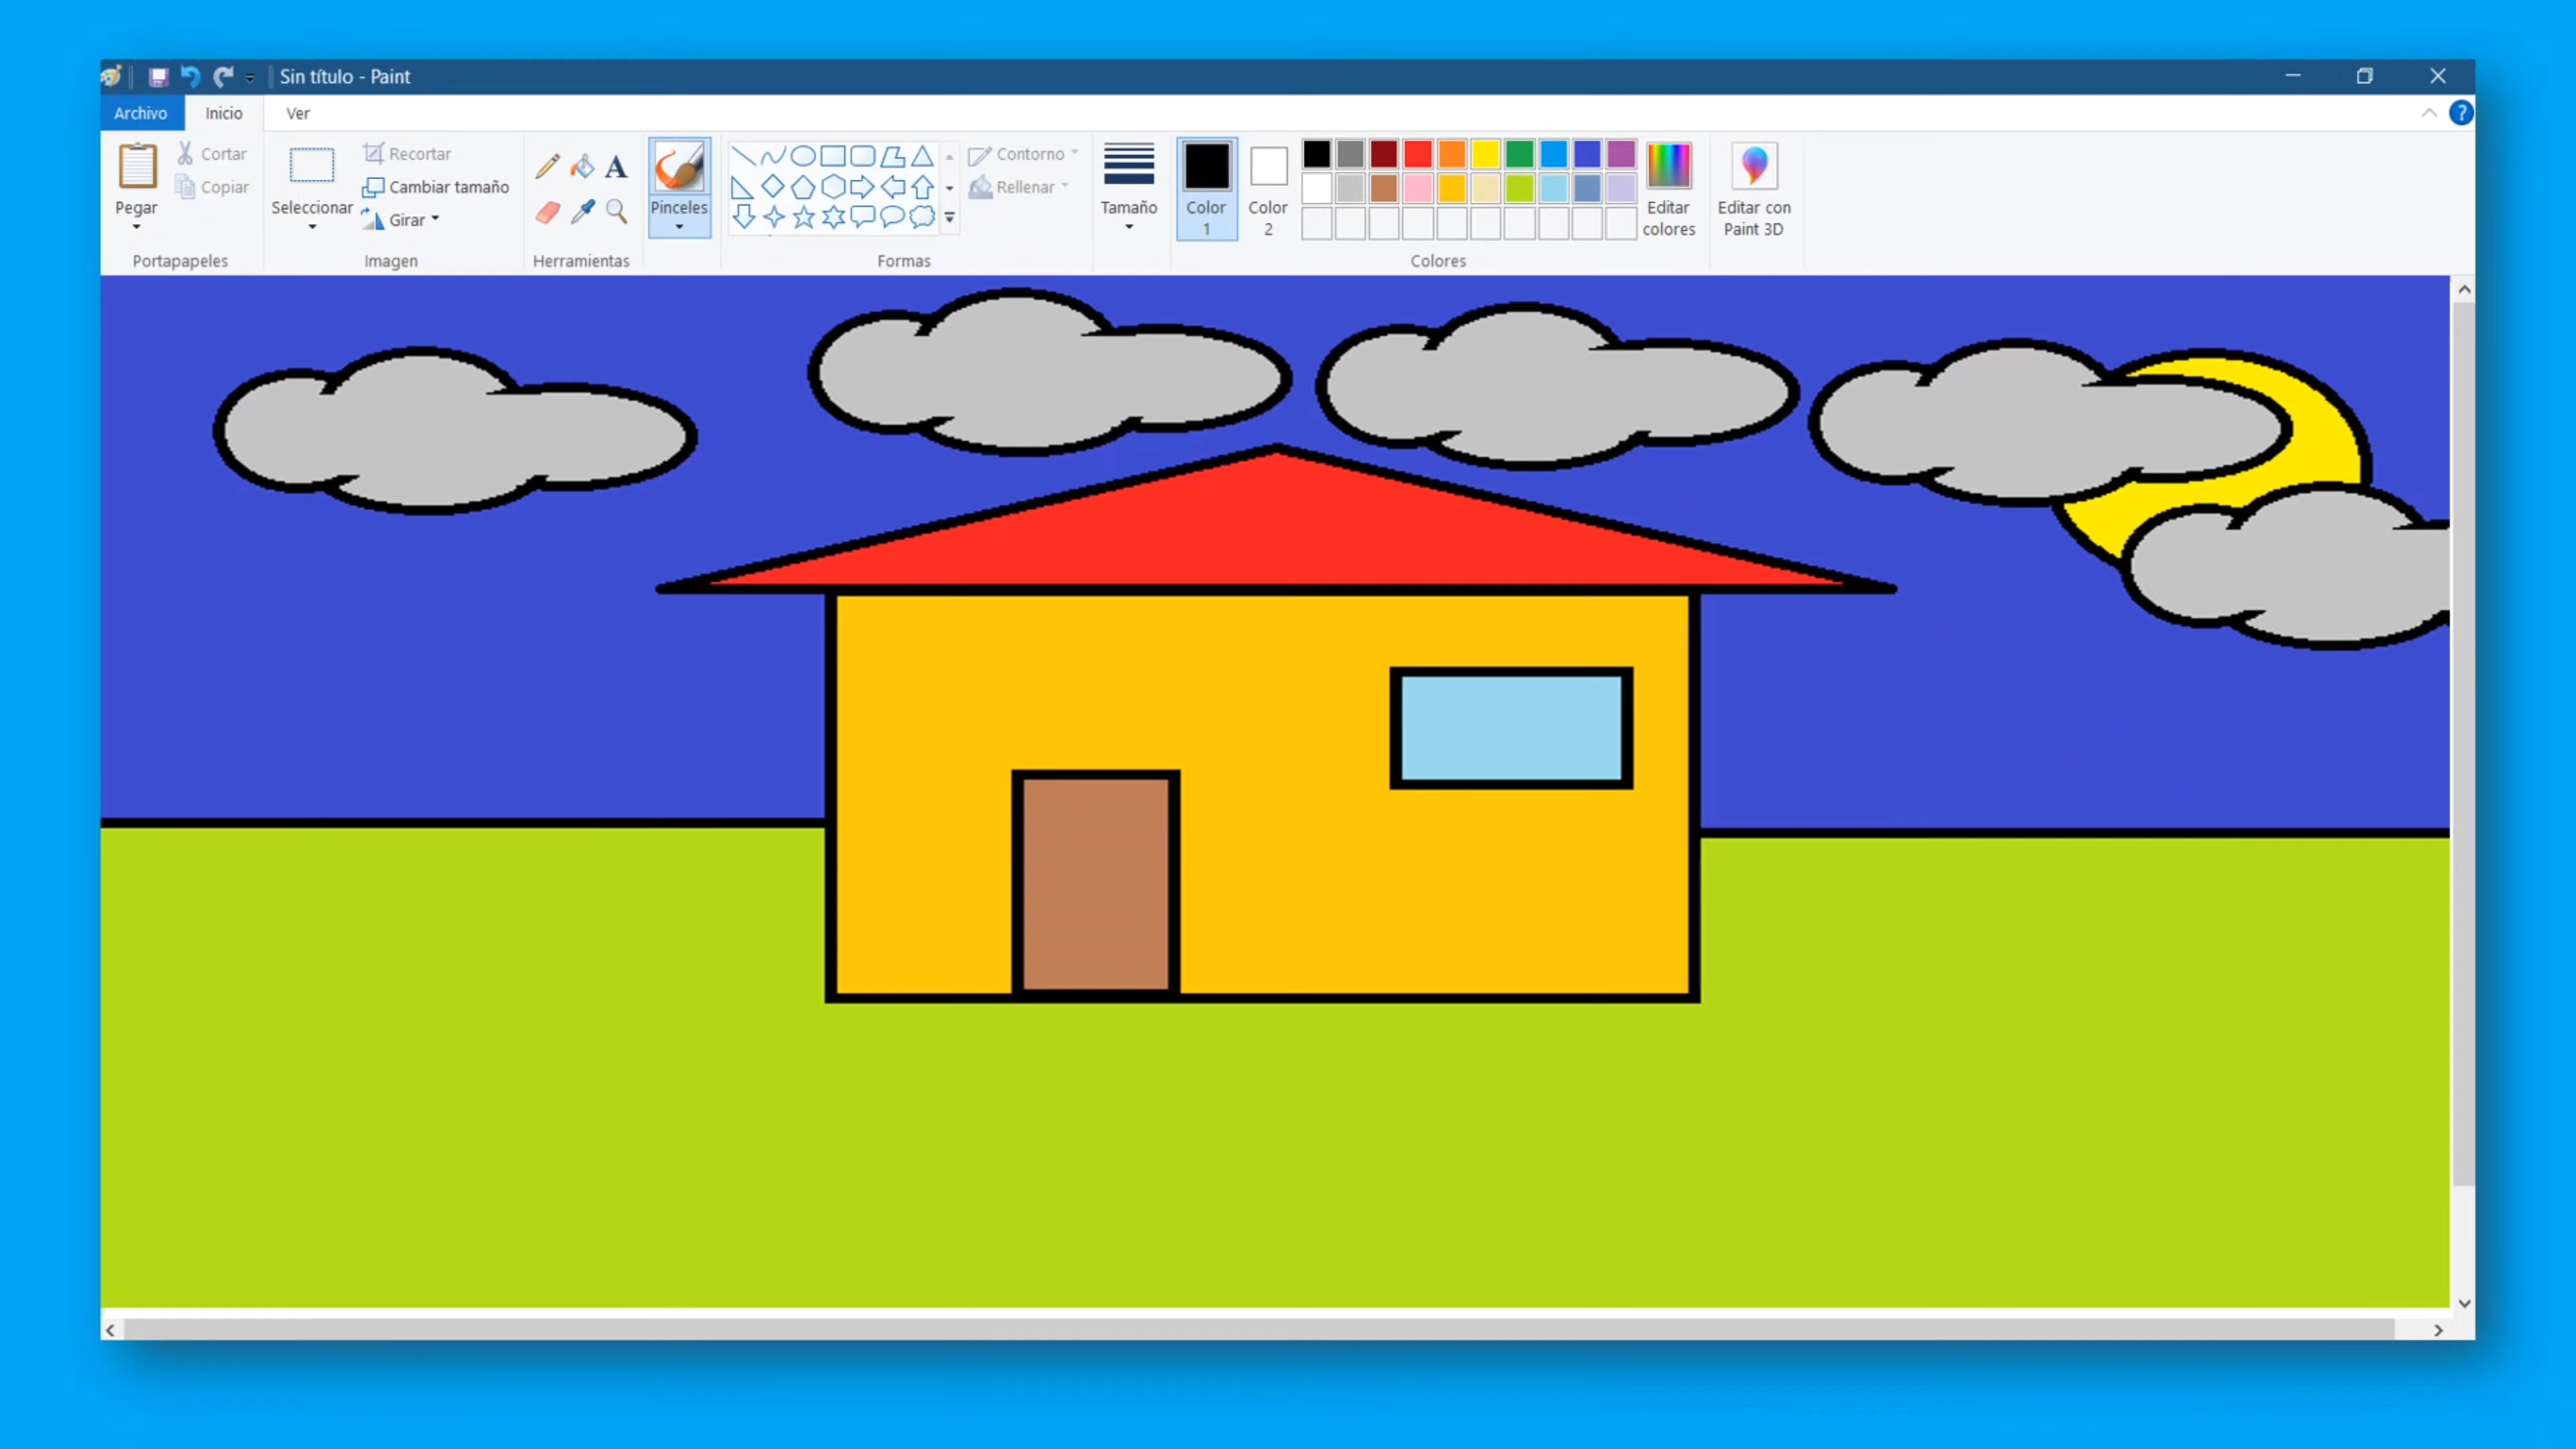 Sin título - Paint
Archivo Inicio Ver
Pegar
Cortar
Copiar
Portapapeles
Seleccionar
Recortar
Cambiar tamaño
Girar
Imagen
A
Herramientas
Pinceles
Formas
Contorno
Rellenar
Tamaño
Color
1
Color
2
Colores
Editar
colores
Editar con
Paint 3D
?